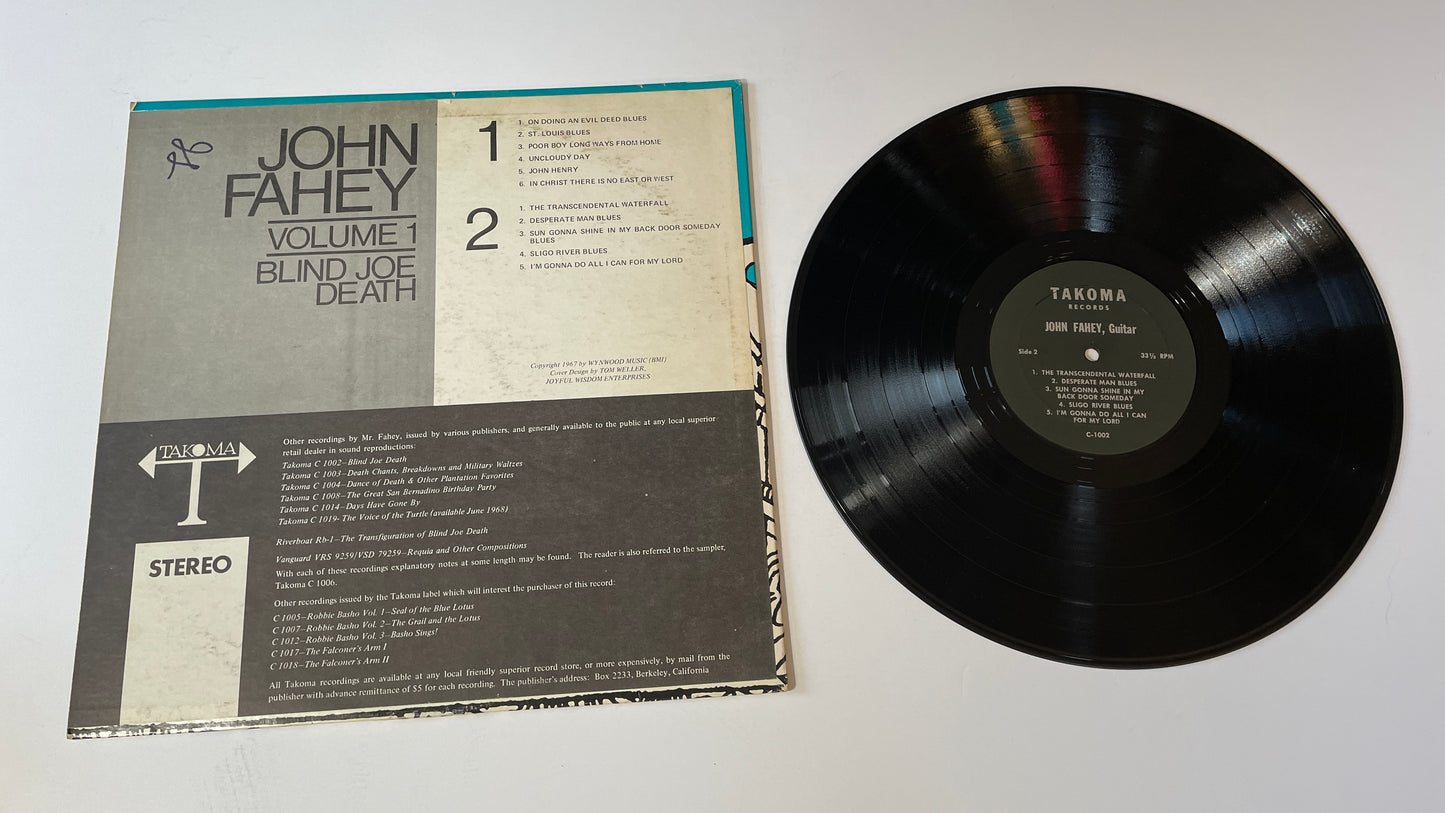 JOHN
FAHEY
VOLUME 1
BLIND JOE
DEATH
1
1. ON DOING AN EVIL DEED BLUES
2. ST. LOUIS BLUES
3. POOR BOY LONG WAYS FROM HOME
4. UNCLOUDY DAY
5. JOHN HENRY
6. IN CHRIST THERE IS NO EAST OR WEST
2
1. THE TRANSCENDENTAL WATERFALL
2. DESPERATE MAN BLUES
3. SUN GONNA SHINE IN MY BACK DOOR SOMEDAY
BLUES
4. SLIGO RIVER BLUES
5. I'M GONNA DO ALL I CAN FOR MY LORD
Copyright 1967 by WYNWOOD MUSIC (BMI)
Cover Design by TOM WELLER,
JOYFUL WISDOM ENTERPRISES
TAKOMA
STEREO
Other recordings by Mr. Fahey, issued by various publishers, and generally available to the public at any local superior
retail dealer in sound reproductions:
Takoma C 1002—Blind Joe Death
Takoma C 1003—Death Chants, Breakdowns and Military Waltzes
Takoma C 1004—Dance of Death & Other Plantation Favorites
Takoma C 1008—The Great San Bernadino Birthday Party
Takoma C 1014—Days Have Gone By
Takoma C 1019- The Voice of the Turtle (available June 1968)
Riverboat Rb-1—The Transfiguration of Blind Joe Death
Vanguard VRS 9259/VSD 79259—Requia and Other Compositions
With each of these recordings explanatory notes at some length may be found. The reader is also referred to the sampler,
Takoma C 1006.
Other recordings issued by the Takoma label which will interest the purchaser of this record:
C 1005—Robbie Basho Vol. 1—Seal of the Blue Lotus
C 1007—Robbie Basho Vol. 2—The Grail and the Lotus
C 1012—Robbie Basho Vol. 3—Basho Sings!
C 1017—The Falconer's Arm I
C 1018—The Falconer's Arm II
All Takoma recordings are available at any local friendly superior record store, or more expensively, by mail from the
publisher with advance remittance of $5 for each recording. The publisher's address: Box 2233, Berkeley, California
TAKOMA
RECORDS
JOHN FAHEY, Guitar
Side 2 33⅓ RPM
1. THE TRANSCENDENTAL WATERFALL
2. DESPERATE MAN BLUES
3. SUN GONNA SHINE IN MY
BACK DOOR SOMEDAY
4. SLIGO RIVER BLUES
5. I'M GONNA DO ALL I CAN
FOR MY LORD
C-1002